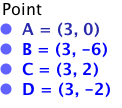 Point
A = (3, 0)
B = (3, –6)
C = (3, 2)
D = (3, –2)